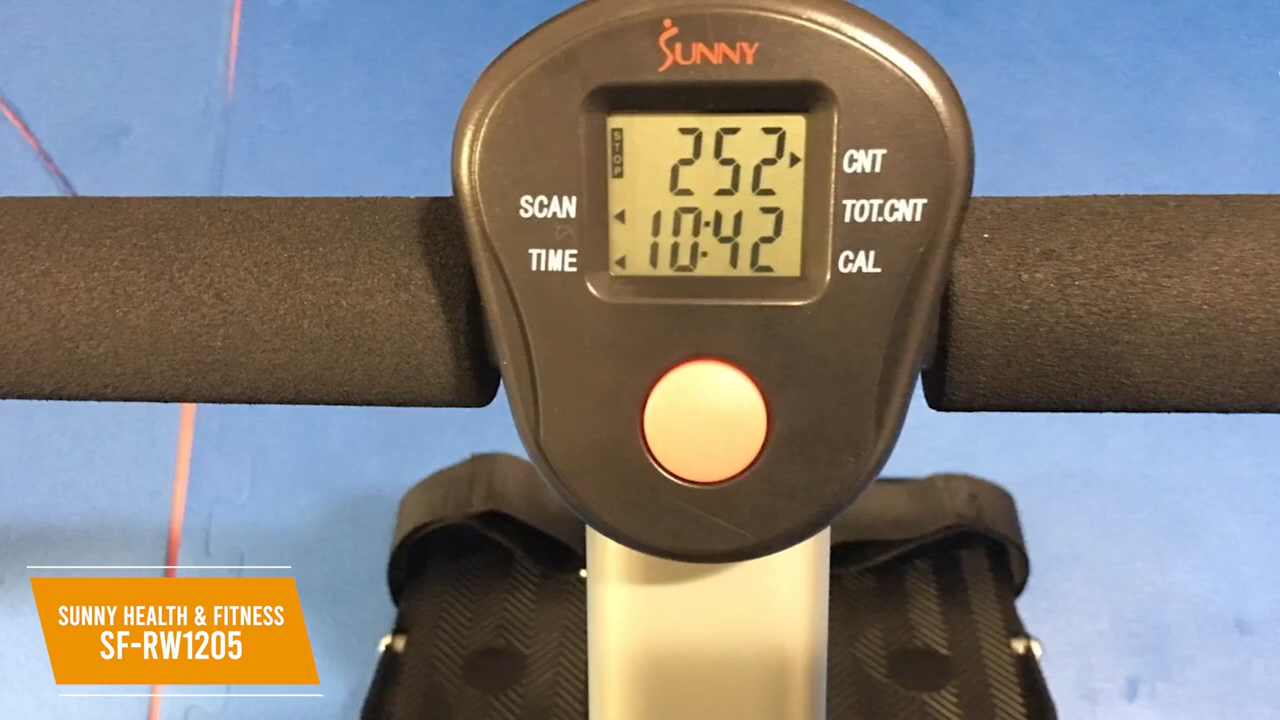 SUNNY
STOP
252
CNT
SCAN
TOT.CNT
10:42
TIME
CAL
SUNNY HEALTH & FITNESS
SF-RW1205